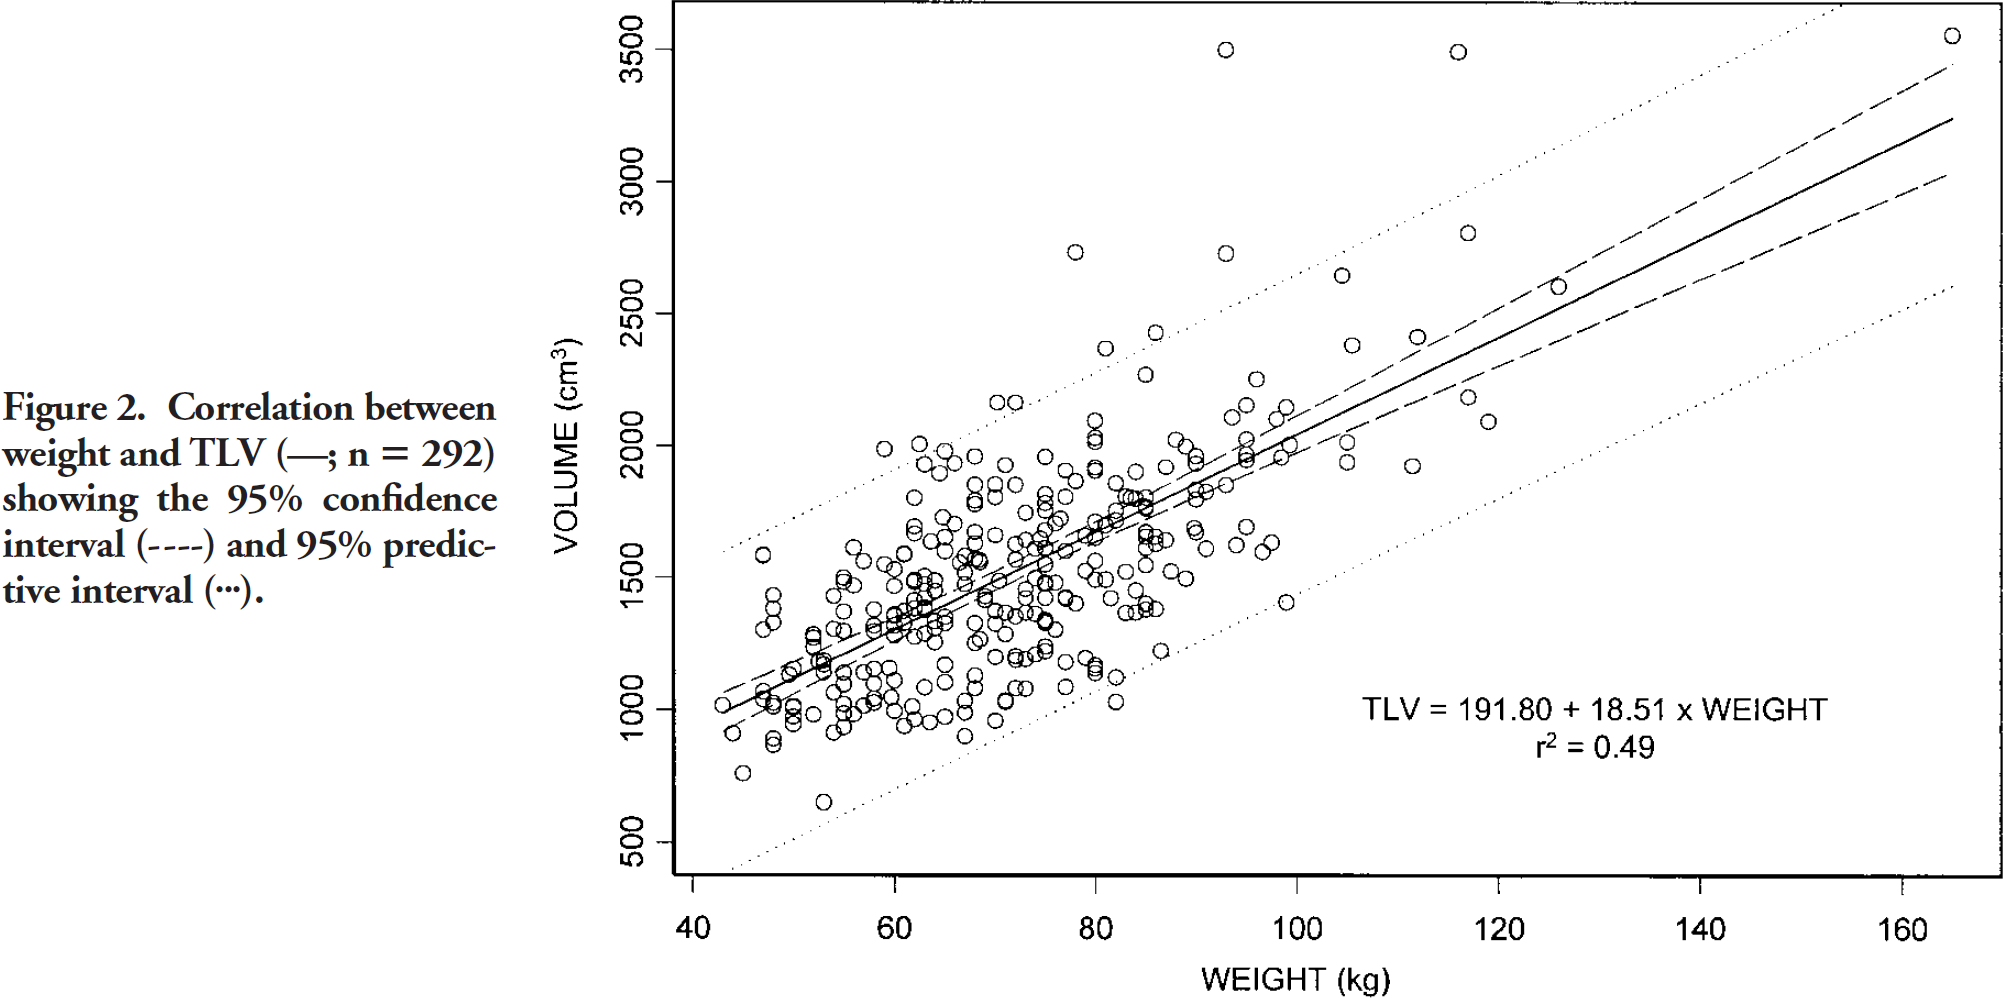 Figure 2. Correlation between
weight and TLV (—; n = 292)
showing the 95% confidence
interval (----) and 95% predic-
tive interval (···).
VOLUME (cm³)
3500
3000
2500
2000
1500
1000
500
TLV = 191.80 + 18.51 x WEIGHT
r² = 0.49
40 60 80 100 120 140 160
WEIGHT (kg)